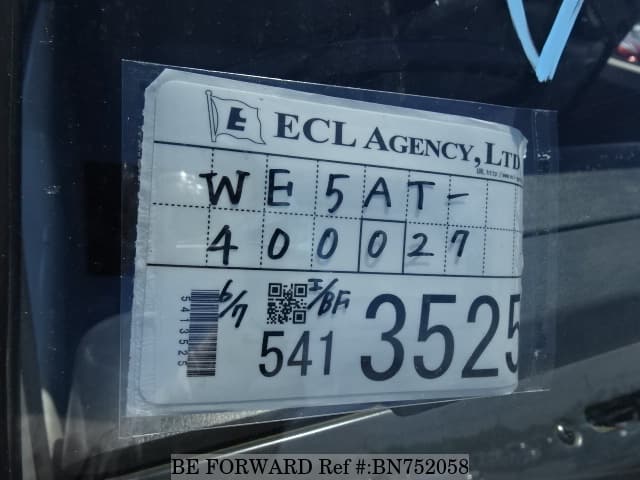 E ECL AGENCY, LTD
WE5AT-
400027
6/7
I/BF
5413525
541 3525
BE FORWARD Ref #:BN752058